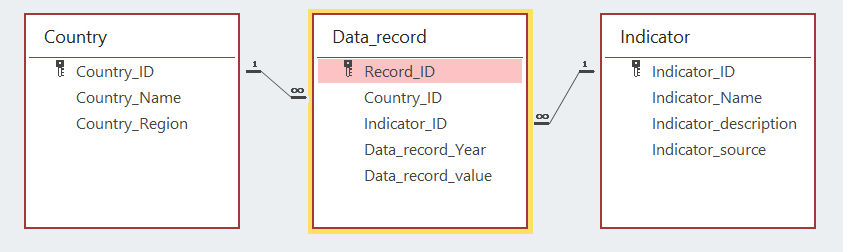 Country
Country_ID
Country_Name
Country_Region
1
∞
Data_record
Record_ID
Country_ID
Indicator_ID
Data_record_Year
Data_record_value
∞
1
Indicator
Indicator_ID
Indicator_Name
Indicator_description
Indicator_source